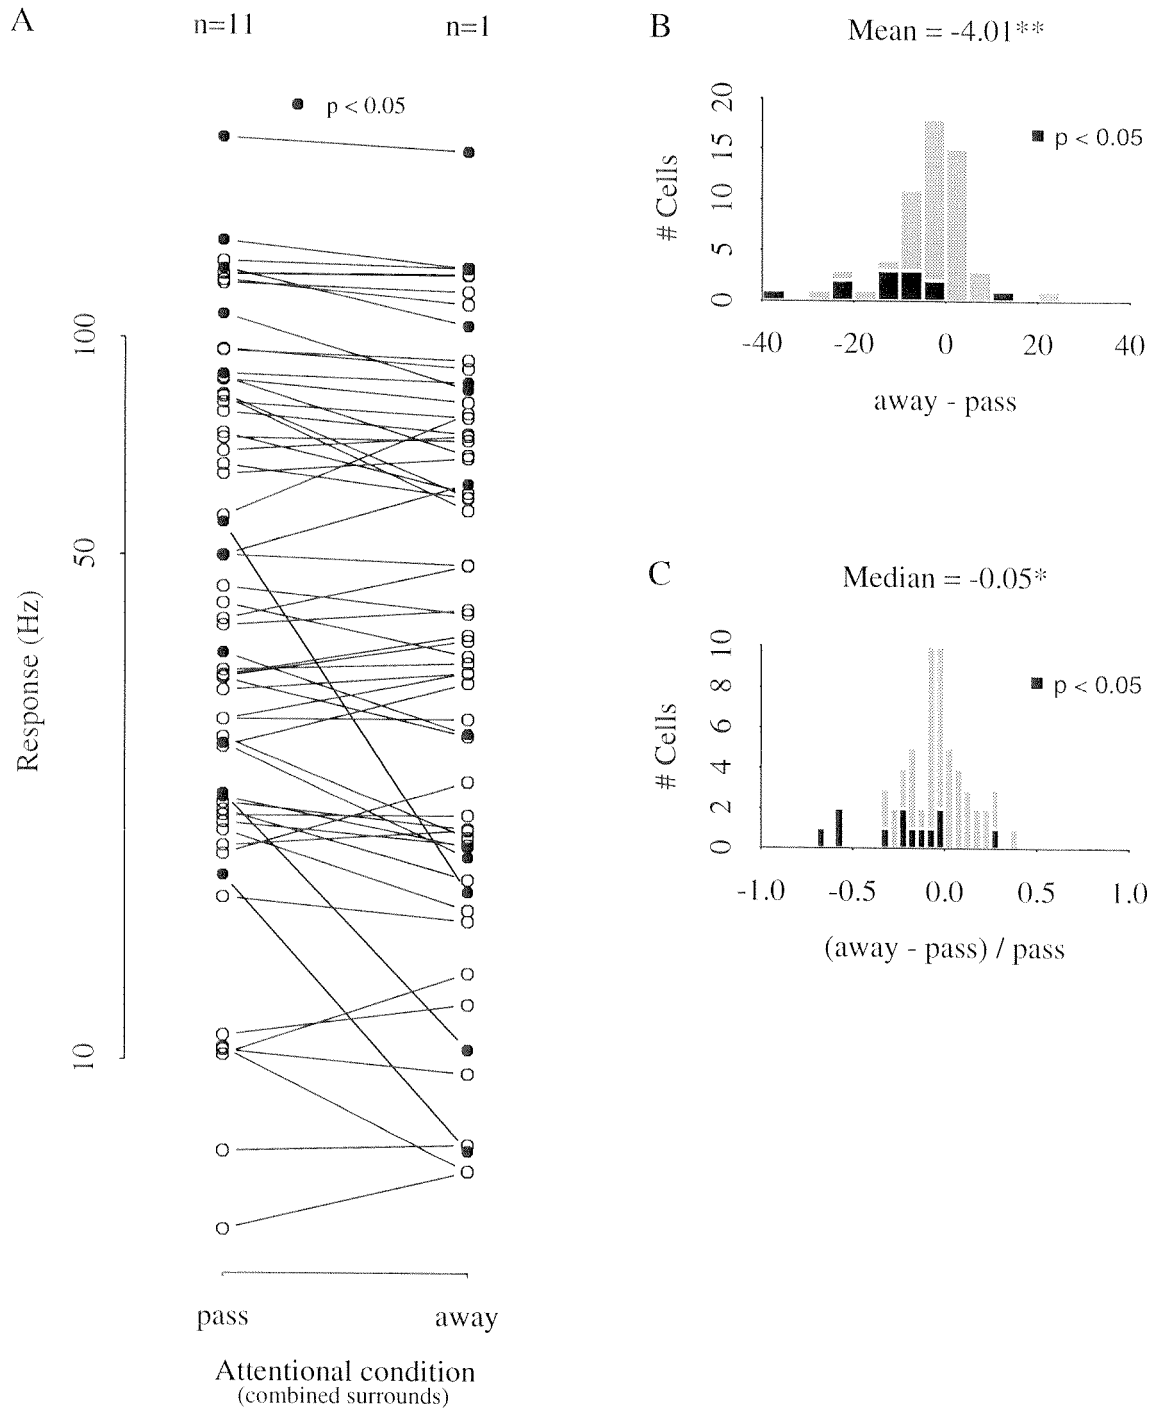 A
n=11
n=1
p < 0.05
100
50
10
Response (Hz)
pass
away
Attentional condition
(combined surrounds)
B
Mean = -4.01**
p < 0.05
# Cells
0
5
10
15
20
-40
-20
0
20
40
away - pass
C
Median = -0.05*
p < 0.05
# Cells
0
2
4
6
8
10
-1.0
-0.5
0.0
0.5
1.0
(away - pass) / pass